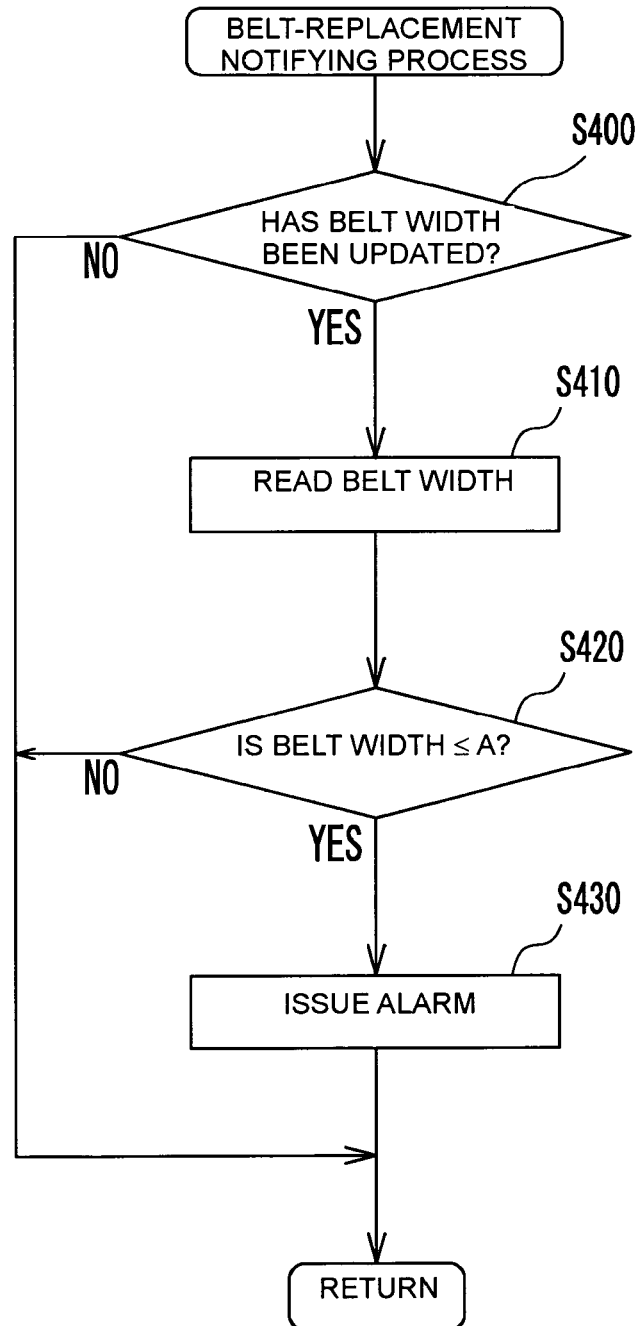 BELT-REPLACEMENT
NOTIFYING PROCESS
S400
HAS BELT WIDTH
BEEN UPDATED?
NO
YES
S410
READ BELT WIDTH
S420
IS BELT WIDTH ≤ A?
NO
YES
S430
ISSUE ALARM
RETURN